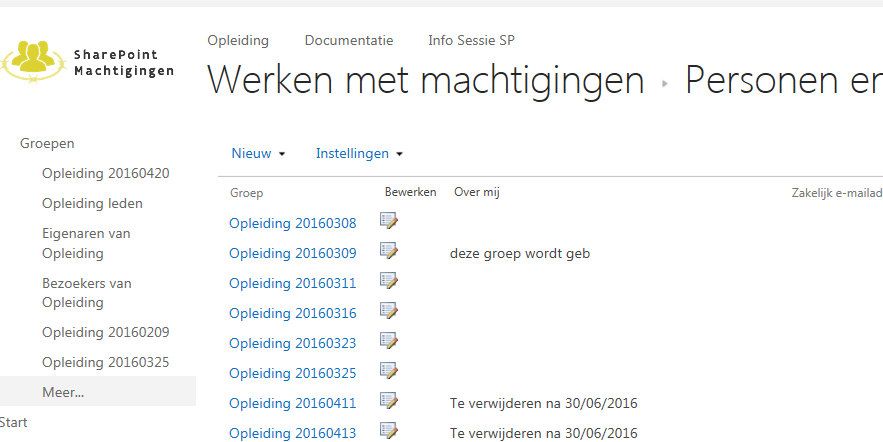 SharePoint
Machtigingen
Opleiding Documentatie Info Sessie SP
Werken met machtigingen ▸ Personen en
Groepen
Opleiding 20160420
Opleiding leden
Eigenaren van
Opleiding
Bezoekers van
Opleiding
Opleiding 20160209
Opleiding 20160325
Meer...
Start
Nieuw Instellingen
Groep Bewerken Over mij Zakelijk e-mailad
Opleiding 20160308
Opleiding 20160309 deze groep wordt geb
Opleiding 20160311
Opleiding 20160316
Opleiding 20160323
Opleiding 20160325
Opleiding 20160411 Te verwijderen na 30/06/2016
Opleiding 20160413 Te verwijderen na 30/06/2016